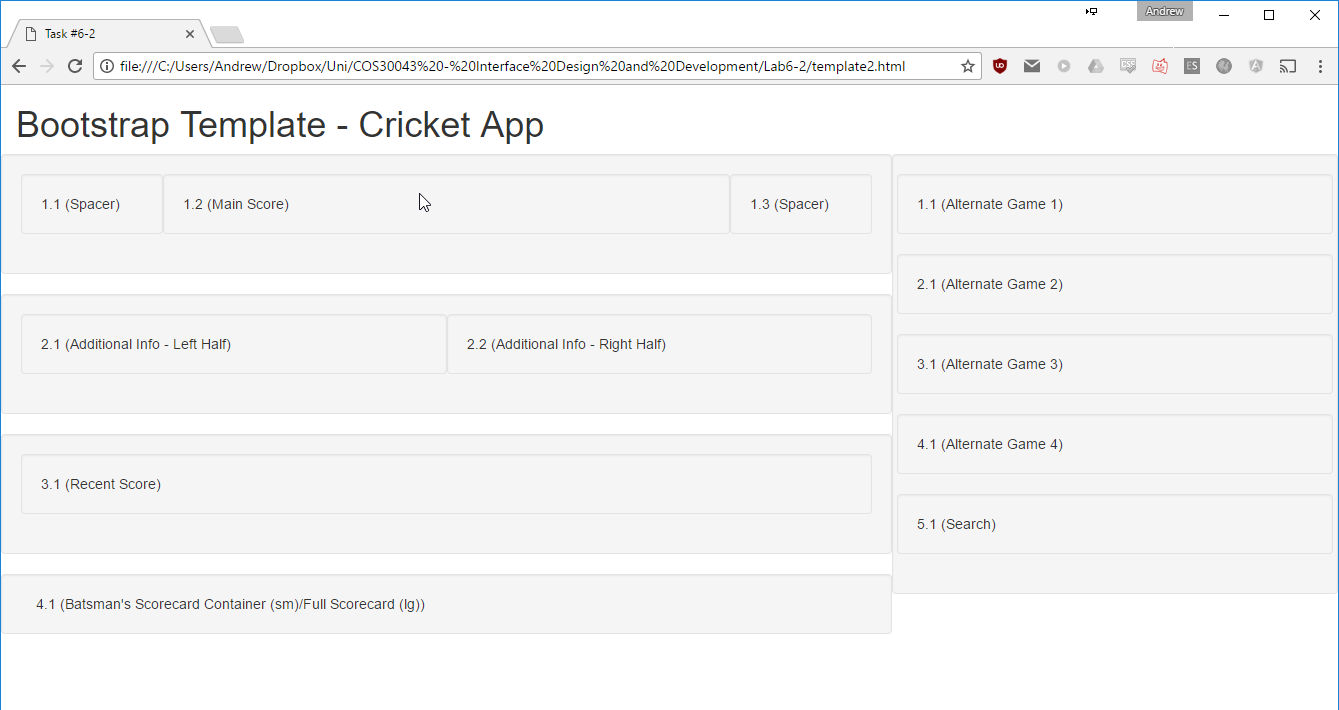 Andrew
Task #6-2
file:///C:/Users/Andrew/Dropbox/Uni/COS30043%20-%20Interface%20Design%20and%20Development/Lab6-2/template2.html
Bootstrap Template - Cricket App
1.1 (Spacer)
1.2 (Main Score)
1.3 (Spacer)
2.1 (Additional Info - Left Half)
2.2 (Additional Info - Right Half)
3.1 (Recent Score)
4.1 (Batsman's Scorecard Container (sm)/Full Scorecard (lg))
1.1 (Alternate Game 1)
2.1 (Alternate Game 2)
3.1 (Alternate Game 3)
4.1 (Alternate Game 4)
5.1 (Search)